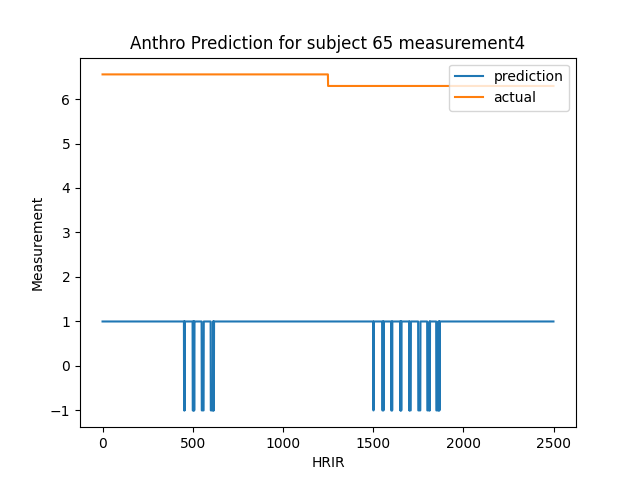 Anthro Prediction for subject 65 measurement4
prediction
actual
Measurement
6
5
4
3
2
1
0
−1
0 500 1000 1500 2000 2500
HRIR